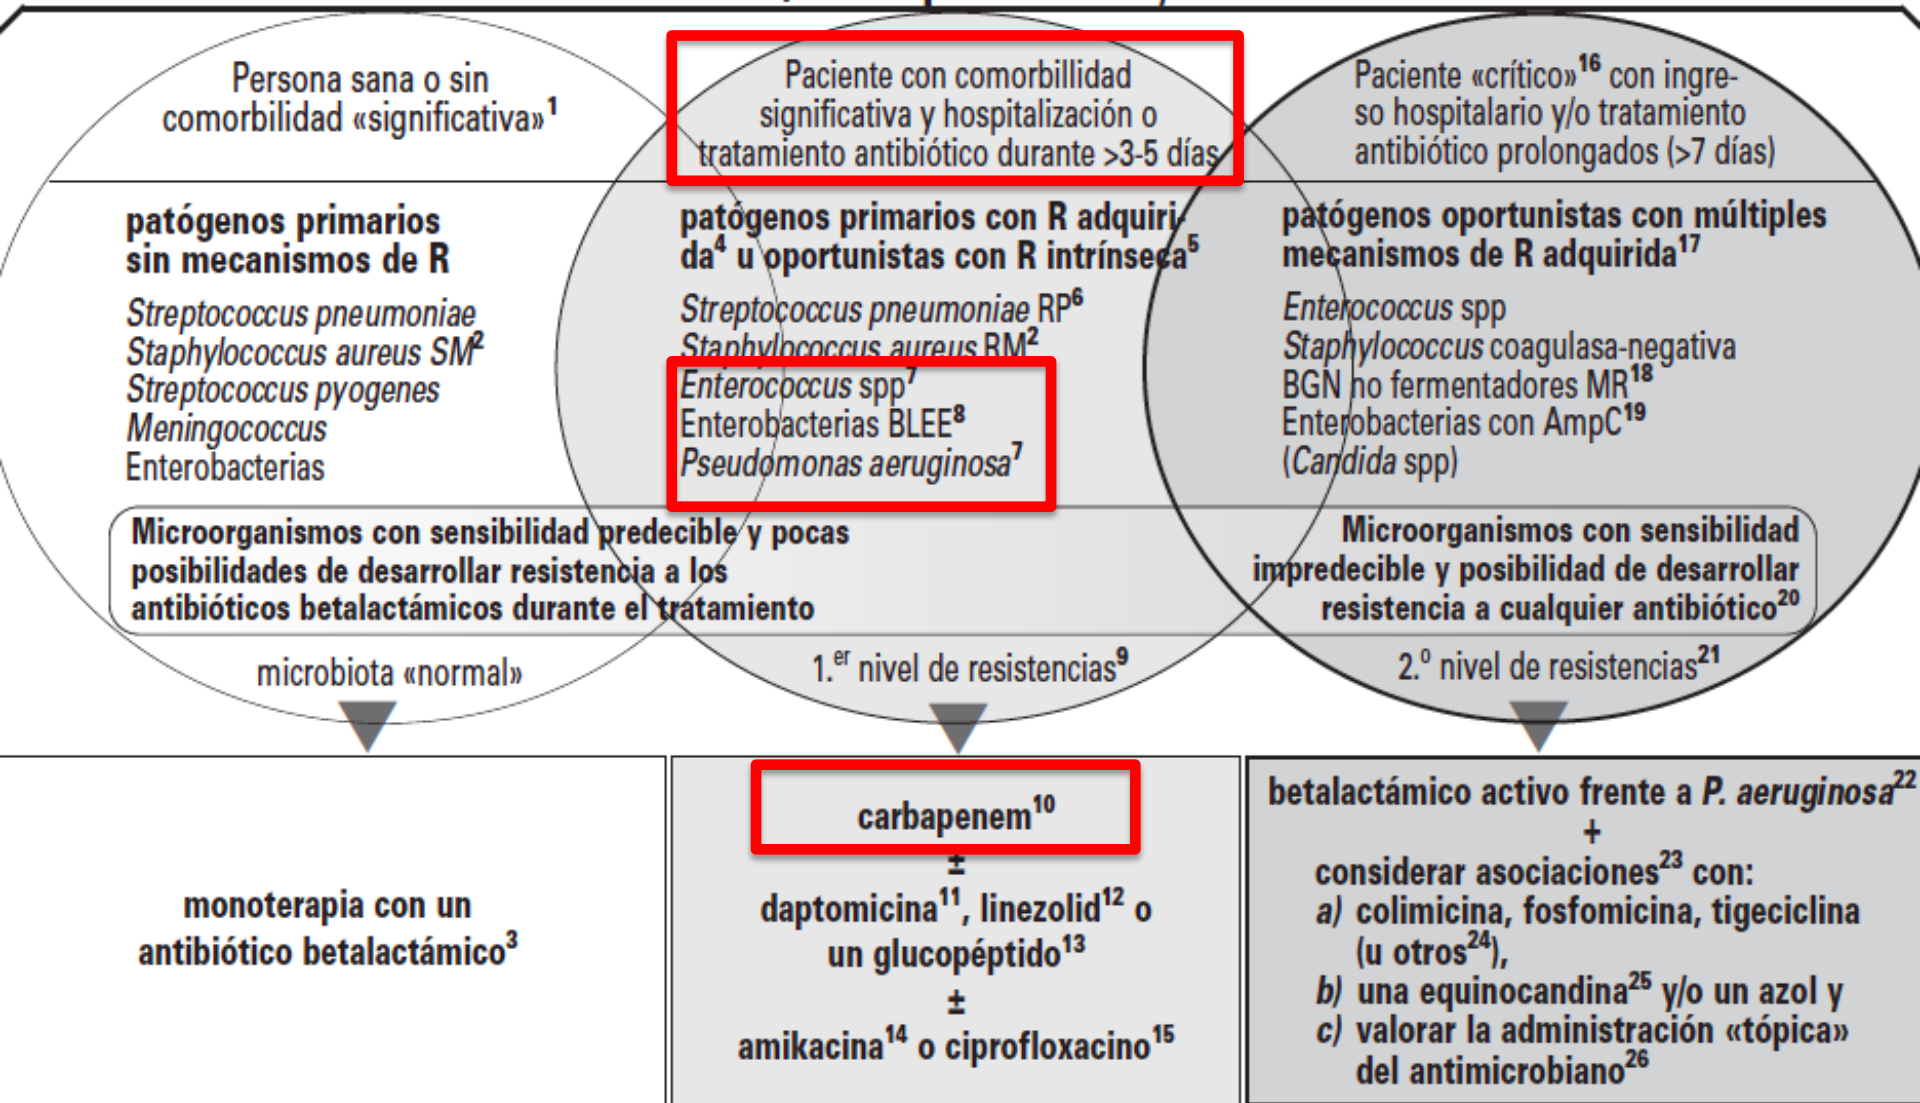 Persona sana o sin
comorbilidad «significativa»¹
Paciente con comorbillidad
significativa y hospitalización o
tratamiento antibiótico durante >3-5 días
Paciente «crítico»¹⁶ con ingre-
so hospitalario y/o tratamiento
antibiótico prolongados (>7 días)
patógenos primarios
sin mecanismos de R
Streptococcus pneumoniae
Staphylococcus aureus SM²
Streptococcus pyogenes
Meningococcus
Enterobacterias
patógenos primarios con R adquiri-
da⁴ u oportunistas con R intrínseca⁵
Streptococcus pneumoniae RP⁶
Staphylococcus aureus RM²
Enterococcus spp⁷
Enterobacterias BLEE⁸
Pseudomonas aeruginosa⁷
patógenos oportunistas con múltiples
mecanismos de R adquirida¹⁷
Enterococcus spp
Staphylococcus coagulasa-negativa
BGN no fermentadores MR¹⁸
Enterobacterias con AmpC¹⁹
(Candida spp)
Microorganismos con sensibilidad predecible y pocas
posibilidades de desarrollar resistencia a los
antibióticos betalactámicos durante el tratamiento
Microorganismos con sensibilidad
impredecible y posibilidad de desarrollar
resistencia a cualquier antibiótico²⁰
microbiota «normal»
1.er nivel de resistencias⁹
2.º nivel de resistencias²¹
monoterapia con un
antibiótico betalactámico³
carbapenem¹⁰
±
daptomicina¹¹, linezolid¹² o
un glucopéptido¹³
±
amikacina¹⁴ o ciprofloxacino¹⁵
betalactámico activo frente a P. aeruginosa²²
+
considerar asociaciones²³ con:
a) colimicina, fosfomicina, tigeciclina
(u otros²⁴),
b) una equinocandina²⁵ y/o un azol y
c) valorar la administración «tópica»
del antimicrobiano²⁶